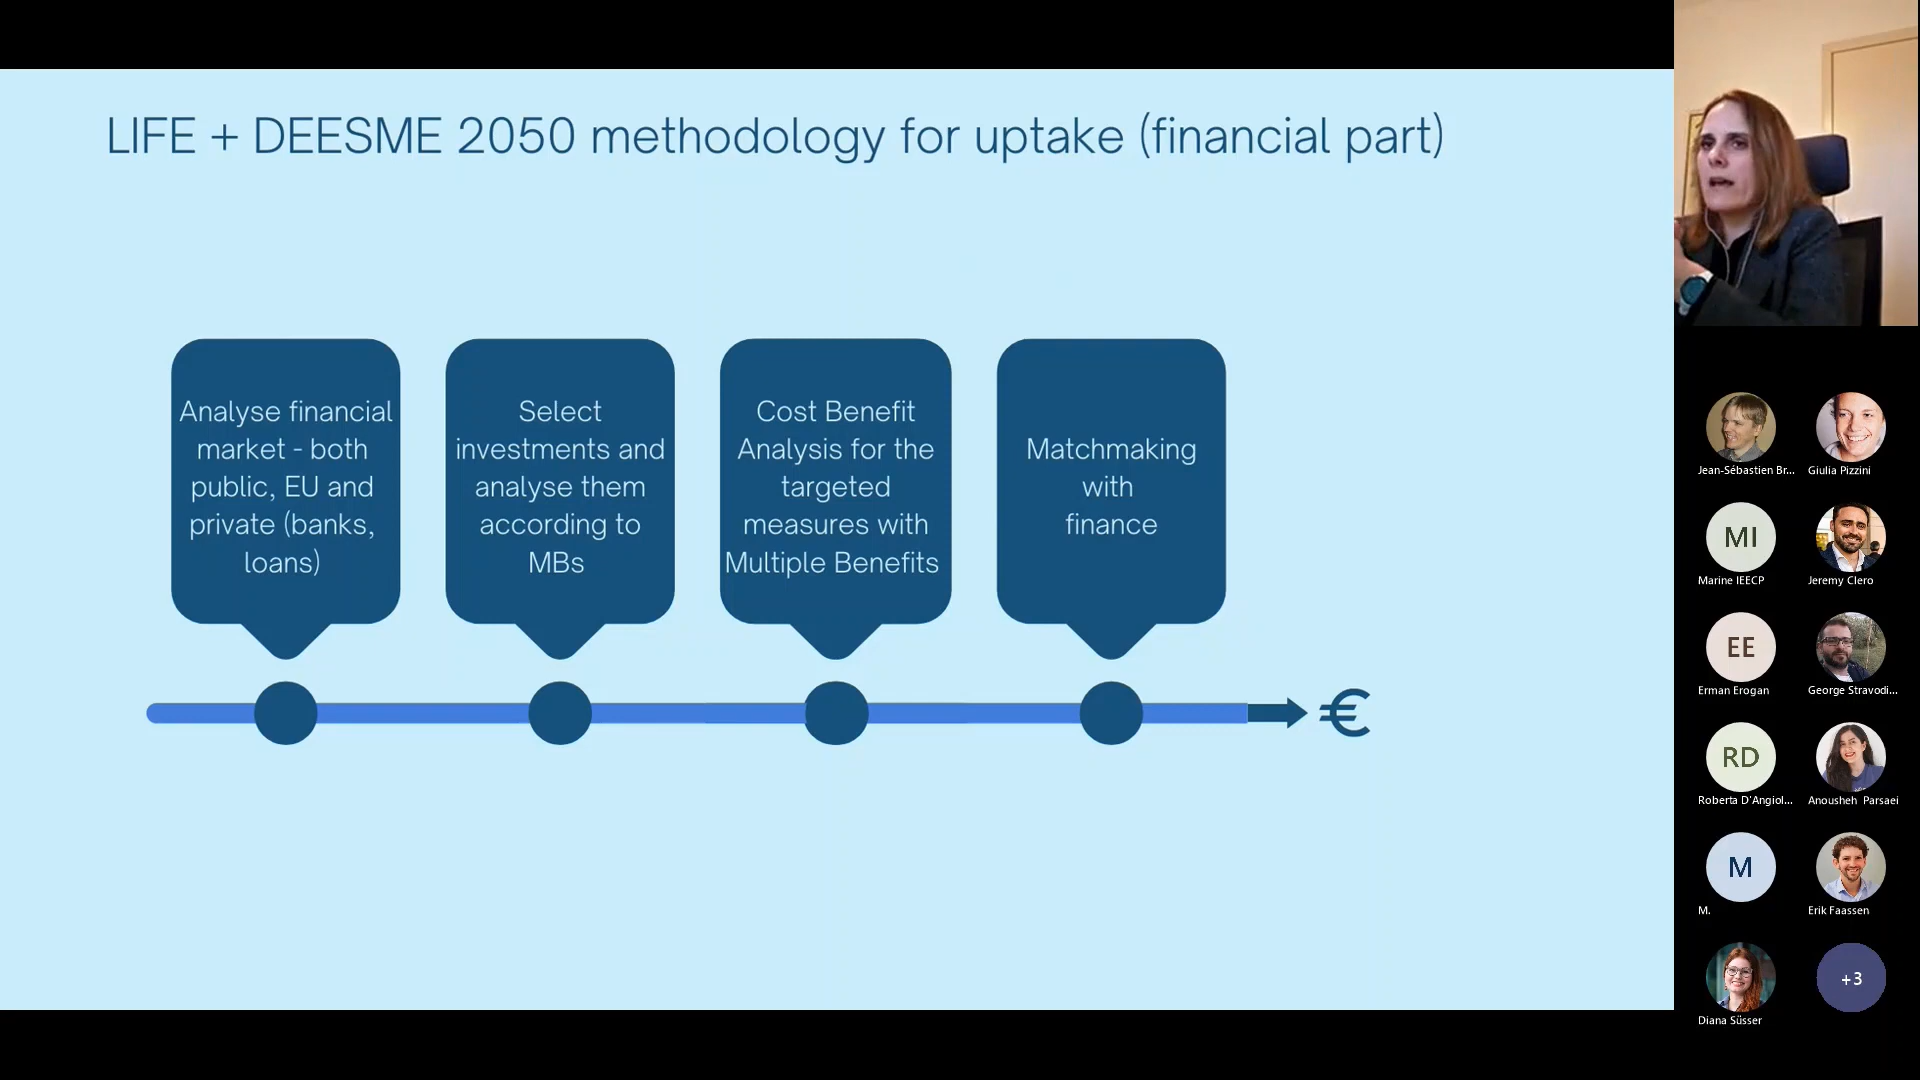 LIFE + DEESME 2050 methodology for uptake (financial part)
Analyse financial
market - both
public, EU and
private (banks,
loans)
Select
investments and
analyse them
according to
MBs
Cost Benefit
Analysis for the
targeted
measures with
Multiple Benefits
Matchmaking
with
finance
€
Jean-Sébastien Br...
Giulia Pizzini
MI
Marine IEECP
Jeremy Clero
EE
Erman Erogan
George Stravodi...
RD
Roberta D'Angiol...
Anousheh Parsaei
M
M.
Erik Faassen
Diana Süsser
+3